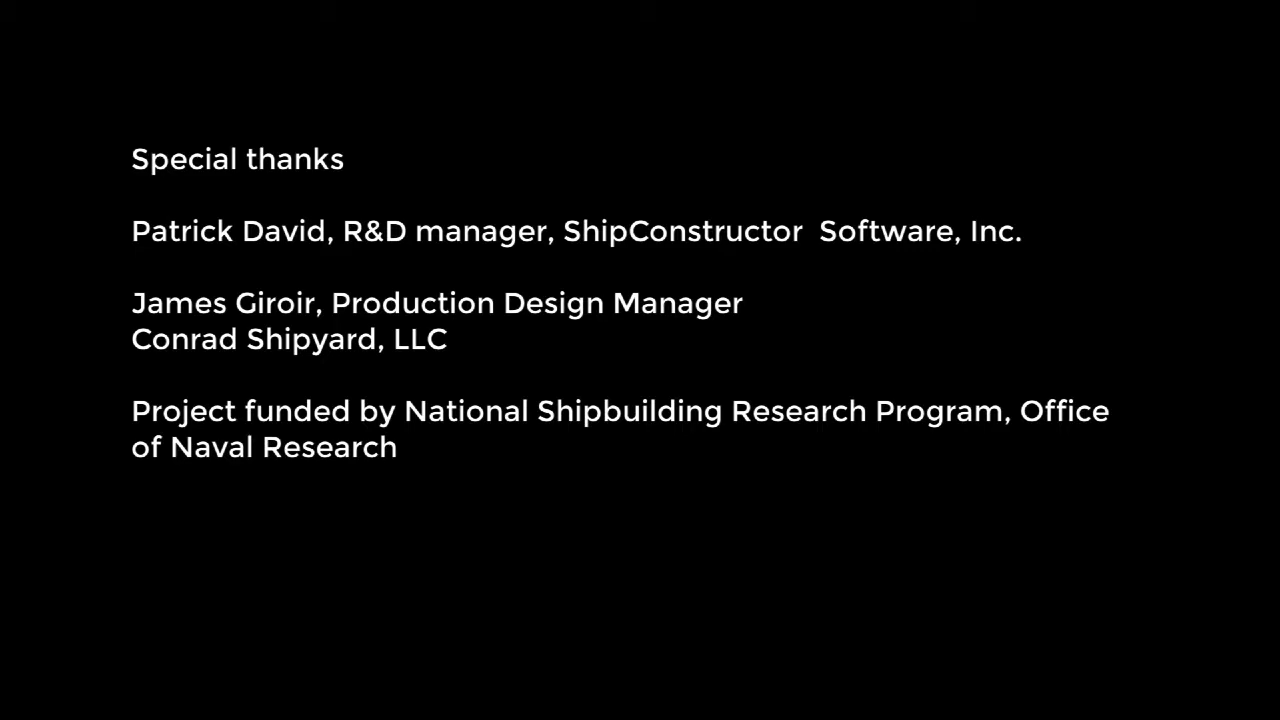 Special thanks
Patrick David, R&D manager, ShipConstructor  Software, Inc.
James Giroir, Production Design Manager
Conrad Shipyard, LLC
Project funded by National Shipbuilding Research Program, Office
of Naval Research